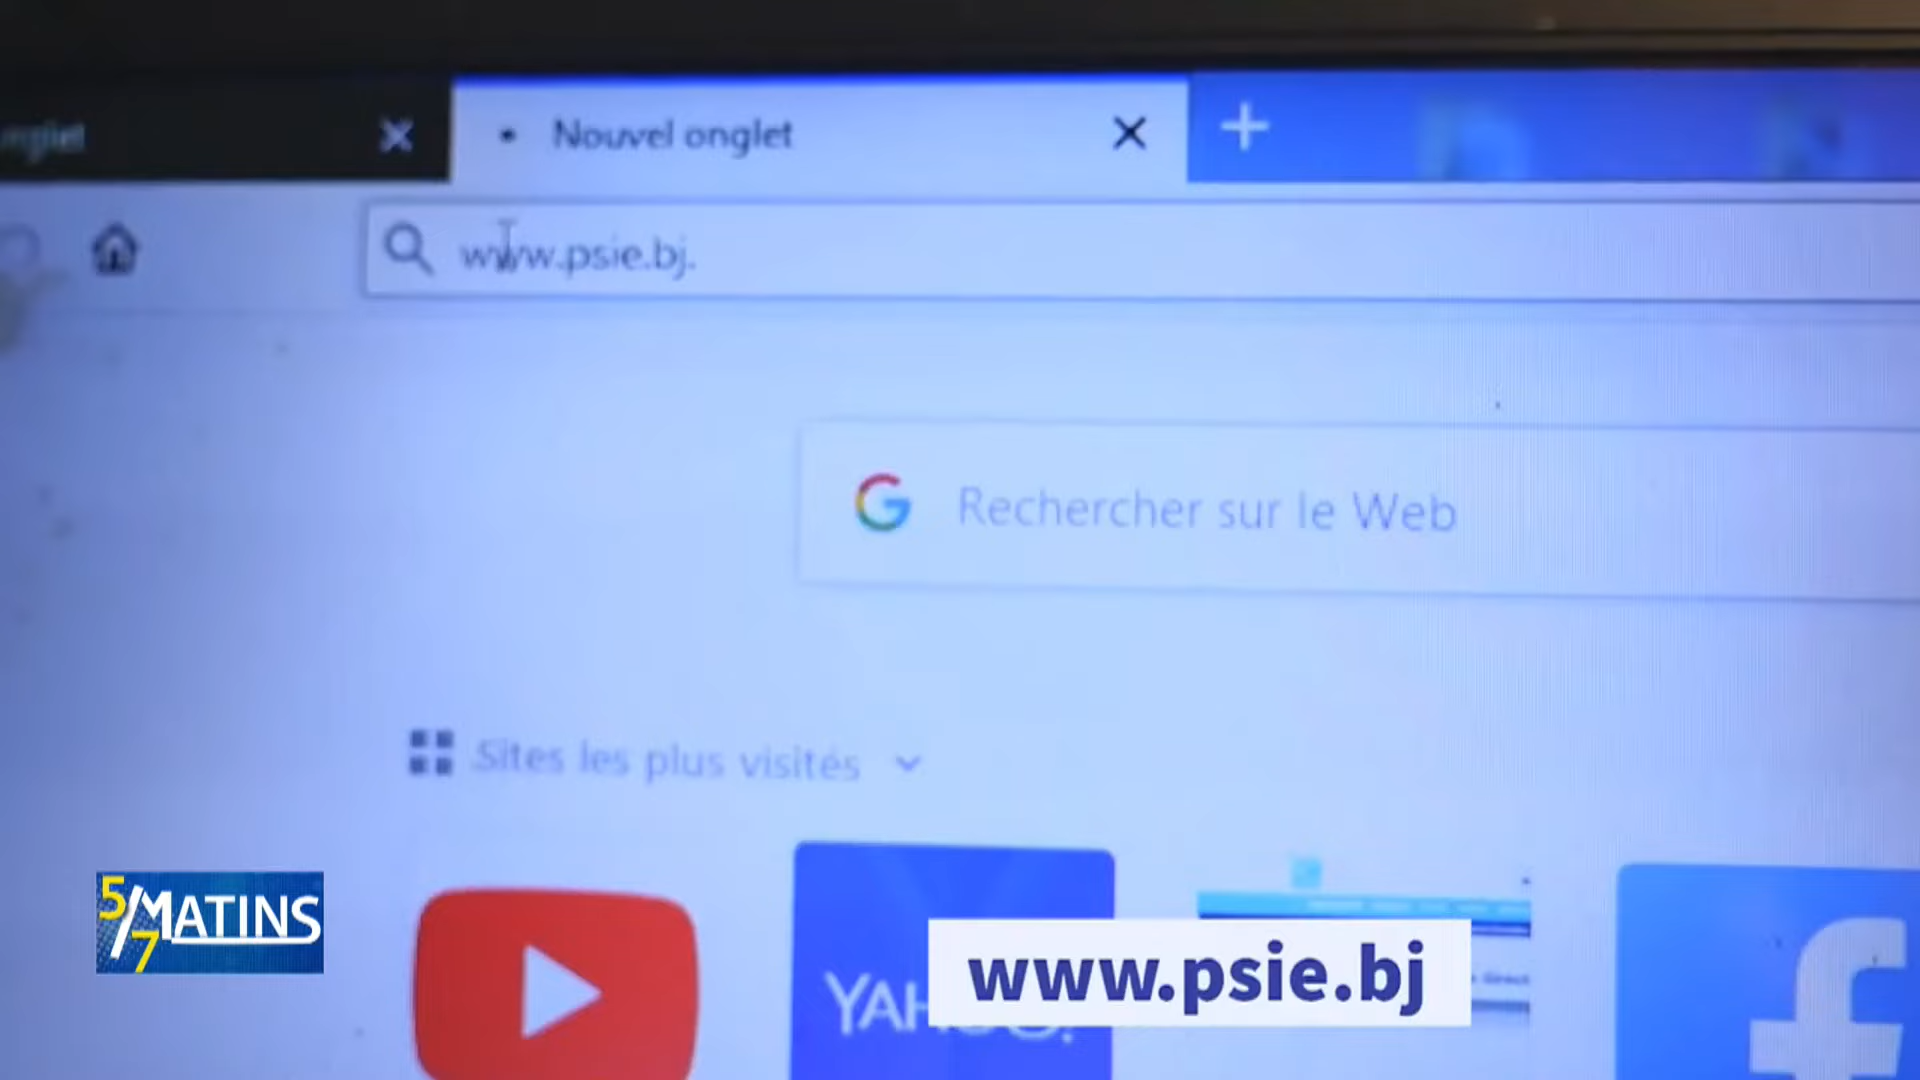 Nouvel onglet
www.psie.bj.
Rechercher sur le Web
Sites les plus visités
5/7 MATINS
www.psie.bj